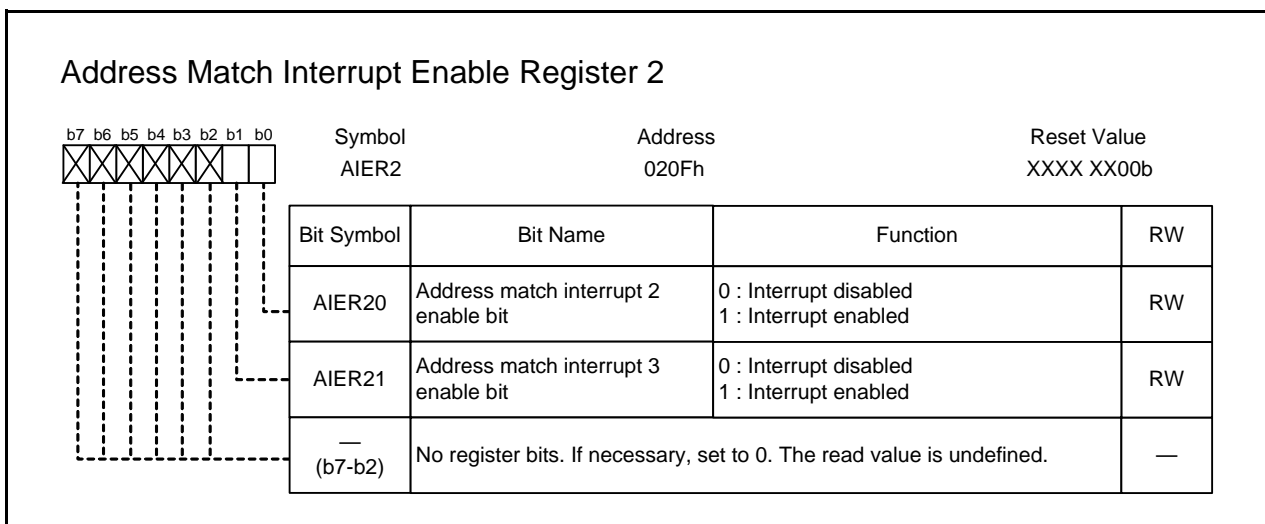 Address Match Interrupt Enable Register 2
b7 b6 b5 b4 b3 b2 b1 b0
Symbol Address Reset Value
AIER2 020Fh XXXX XX00b
Bit Symbol Bit Name Function RW
AIER20 Address match interrupt 2 enable bit 0 : Interrupt disabled RW
1 : Interrupt enabled
AIER21 Address match interrupt 3 enable bit 0 : Interrupt disabled RW
1 : Interrupt enabled
—
(b7-b2) No register bits. If necessary, set to 0. The read value is undefined. —